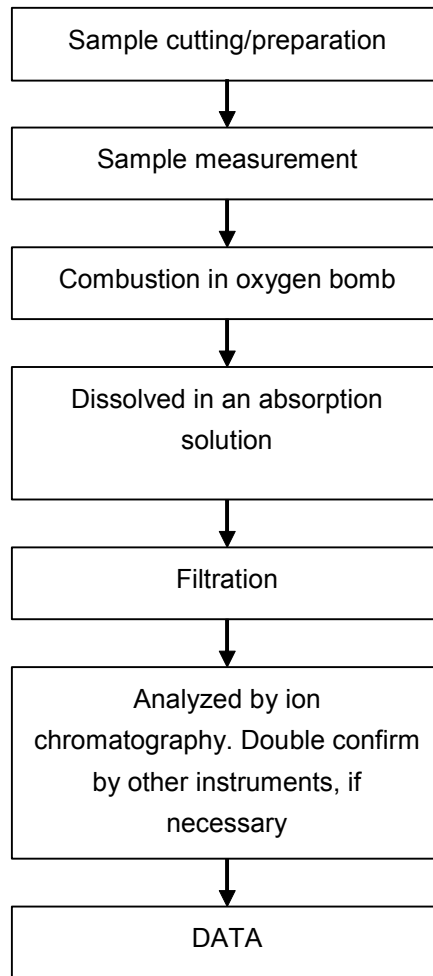 Sample cutting/preparation
Sample measurement
Combustion in oxygen bomb
Dissolved in an absorption
solution
Filtration
Analyzed by ion
chromatography. Double confirm
by other instruments, if
necessary
DATA